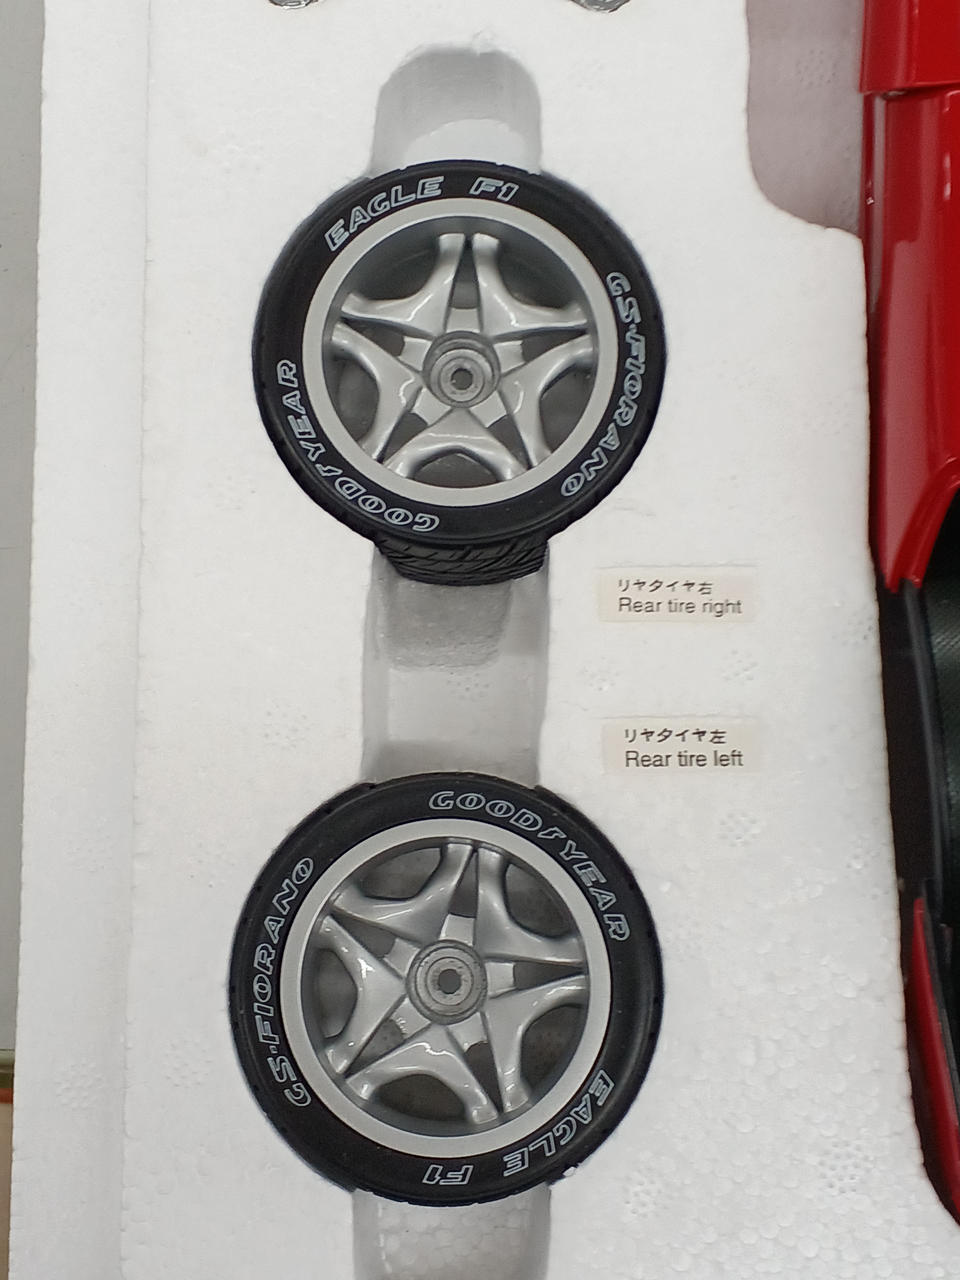 EAGLE F1
GS-FIORANO
GOODYEAR
リヤタイヤ右
Rear tire right
リヤタイヤ左
Rear tire left
GOODYEAR
GS-FIORANO
EAGLE F1